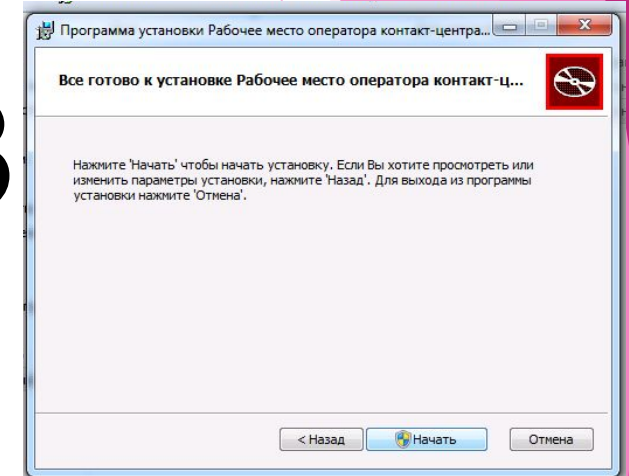 Программа установки Рабочее место оператора контакт-центра...
Все готово к установке Рабочее место оператора контакт-ц...
Нажмите 'Начать' чтобы начать установку. Если Вы хотите просмотреть или
изменить параметры установки, нажмите 'Назад'. Для выхода из программы
установки нажмите 'Отмена'.
< Назад
Начать
Отмена